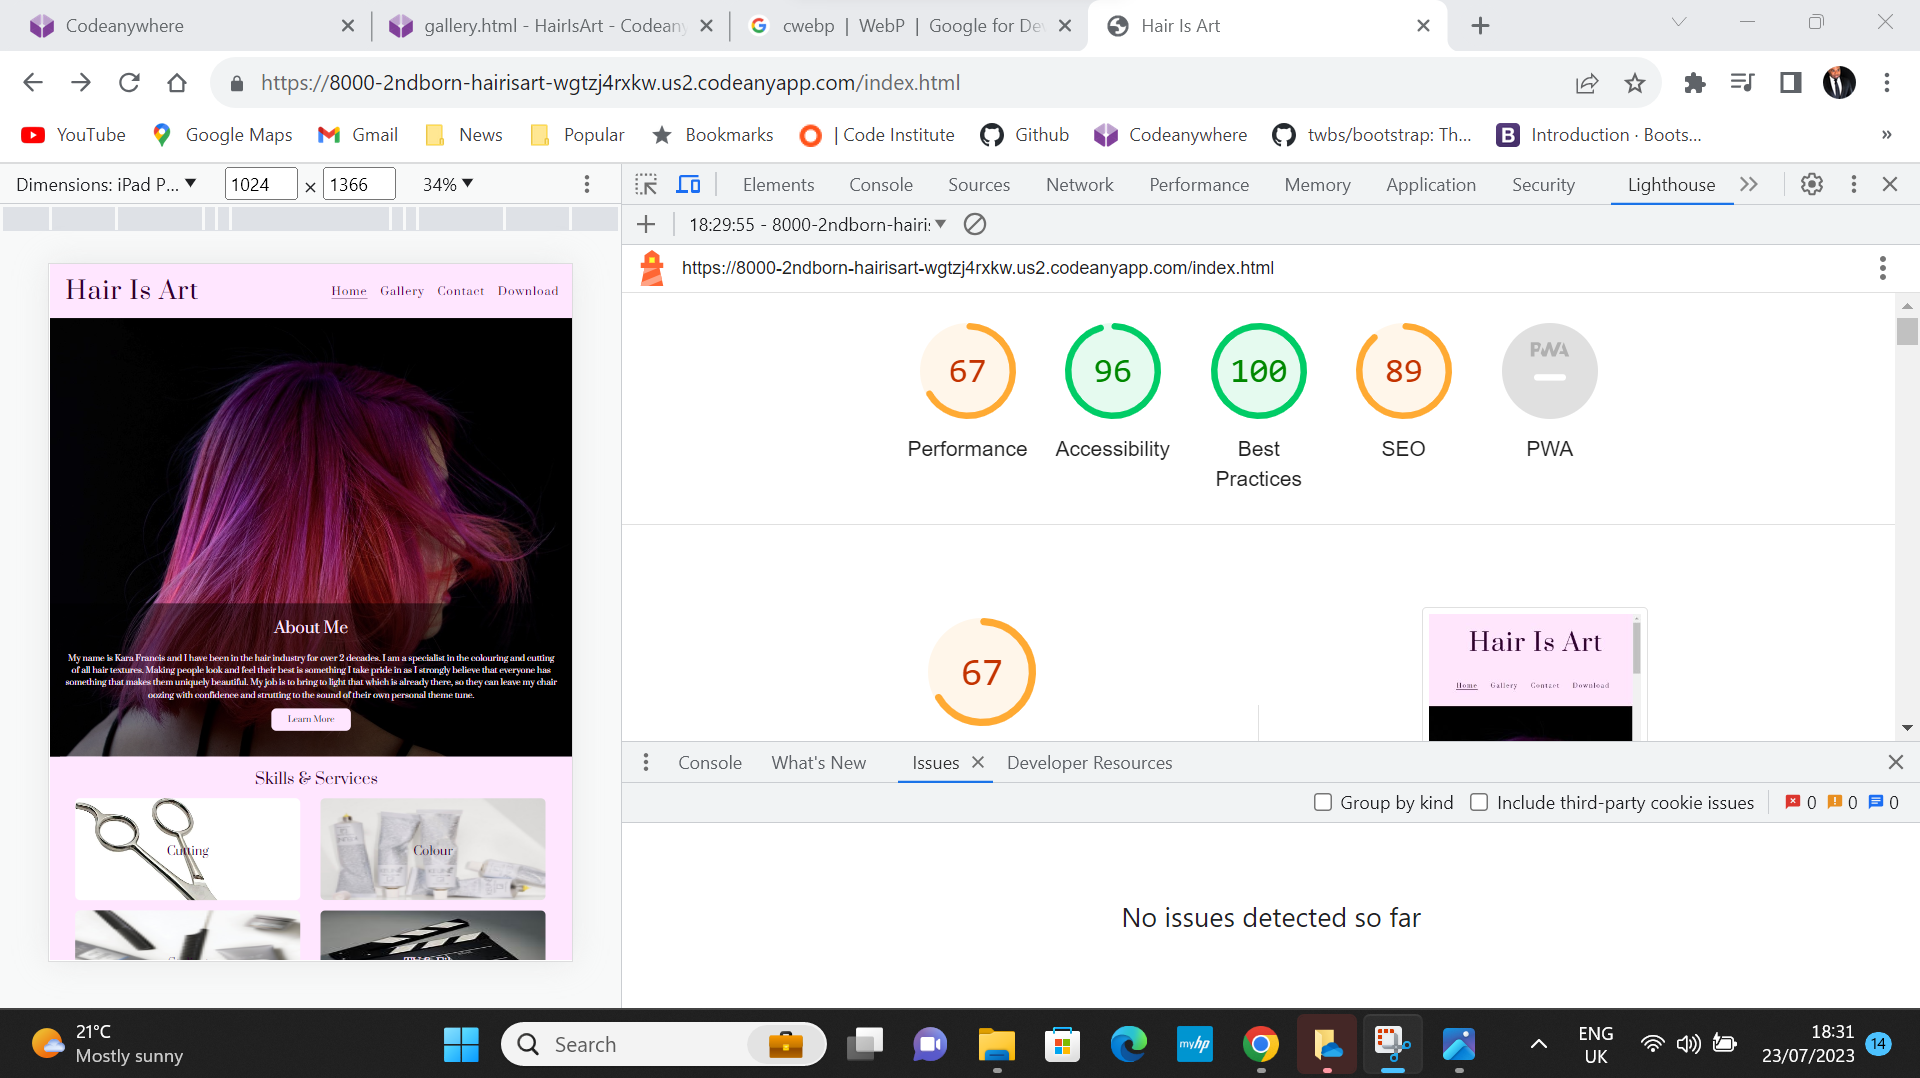 Codeanywhere
gallery.html - HairIsArt - Codeany
cwebp | WebP | Google for Dev
Hair Is Art
https://8000-2ndborn-hairisart-wgtzj4rxkw.us2.codeanyapp.com/index.html
YouTube
Google Maps
Gmail
News
Popular
Bookmarks
| Code Institute
Github
Codeanywhere
twbs/bootstrap: Th...
B
Introduction · Boots...
»
Dimensions: iPad P...
1024
×
1366
34%
Elements
Console
Sources
Network
Performance
Memory
Application
Security
Lighthouse
18:29:55 - 8000-2ndborn-hairis
https://8000-2ndborn-hairisart-wgtzj4rxkw.us2.codeanyapp.com/index.html
Hair Is Art
Home
Gallery
Contact
Download
67
96
100
89
PWA
Performance
Accessibility
Best
Practices
SEO
PWA
About Me
My name is Kara Francis and I have been in the hair industry for over 2 decades. I am a specialist in the colouring and cutting
of all hair textures. Making people look and feel their best is something I take pride in as I strongly believe that everyone has
something that makes them uniquely beautiful. My job is to bring to light that which is already there, so they can leave my chair
oozing with confidence and strutting to the sound of their own personal theme tune.
Learn More
67
Hair Is Art
Home
Gallery
Contact
Download
Skills & Services
Cutting
Colour
Console
What's New
Issues
Developer Resources
Group by kind
Include third-party cookie issues
0
0
0
No issues detected so far
21°C
Mostly sunny
Search
myhp
ENG
UK
18:31
23/07/2023
14